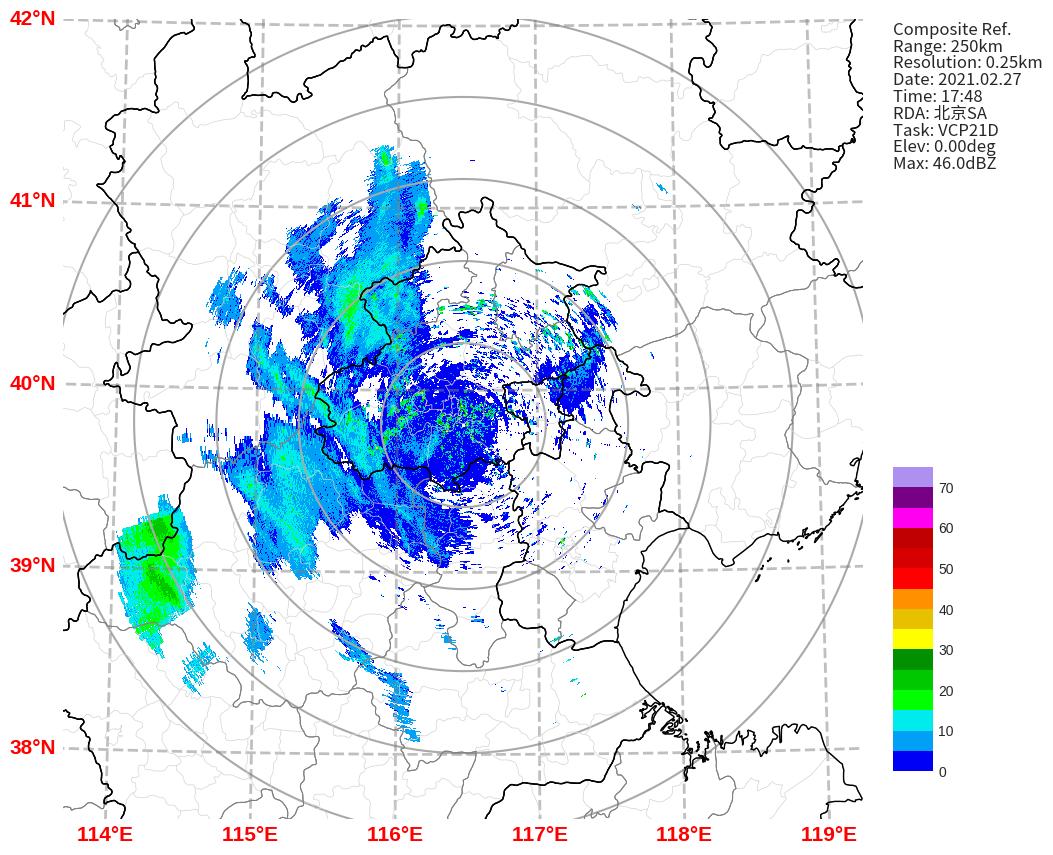 Composite Ref.
Range: 250km
Resolution: 0.25km
Date: 2021.02.27
Time: 17:48
RDA: 北京SA
Task: VCP21D
Elev: 0.00deg
Max: 46.0dBZ
42°N
41°N
40°N
39°N
38°N
70
60
50
40
30
20
10
0
114°E 115°E 116°E 117°E 118°E 119°E